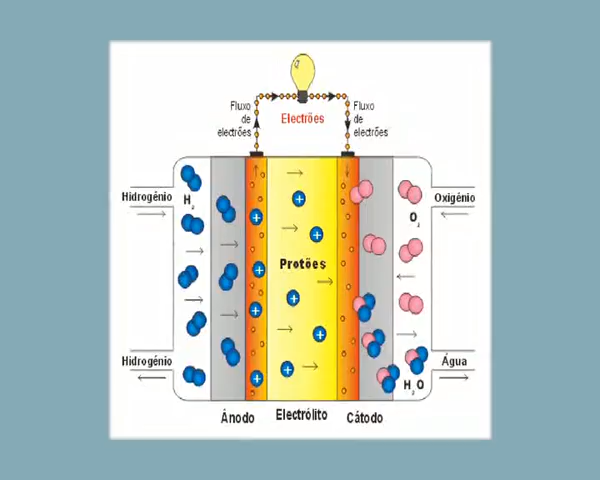 Fluxo
de
electrões
Electrões
Fluxo
de
electrões
Hidrogénio
H2
Oxigénio
O2
Protões
Hidrogénio
Água
H2O
Ânodo
Electrólito
Cátodo